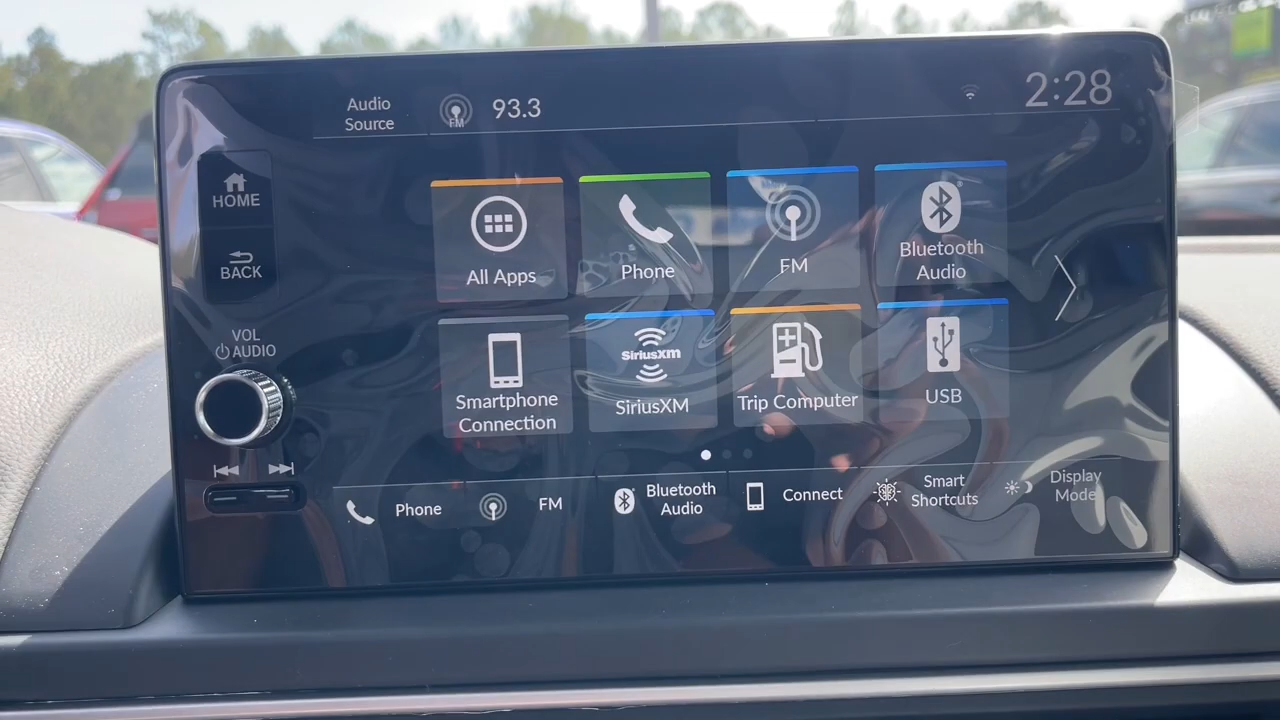 Audio
Source
FM
93.3
2:28
HOME
BACK
VOL
AUDIO
All Apps
Phone
FM
Bluetooth
Audio
Smartphone
Connection
SiriusXM
SiriusXM
Trip Computer
USB
Phone
FM
Bluetooth
Audio
Connect
Smart
Shortcuts
Display
Mode